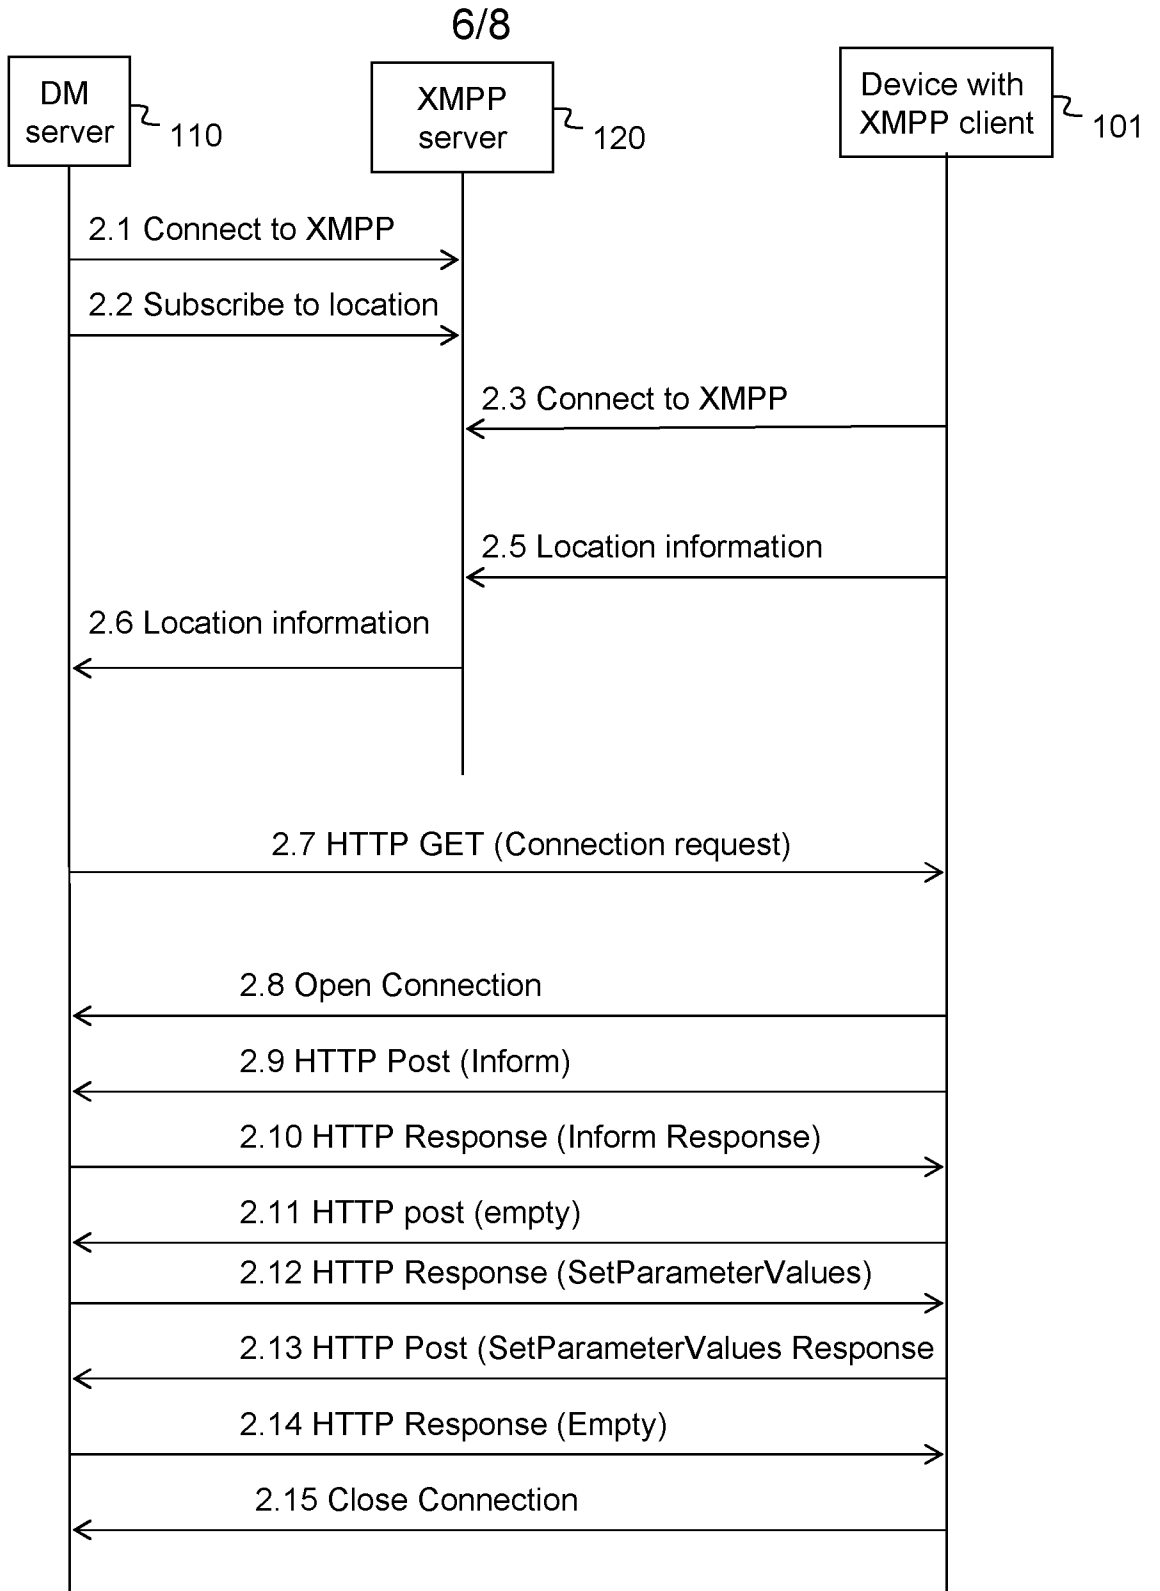 6/8
DM
server
110
XMPP
server
120
Device with
XMPP client
101
2.1 Connect to XMPP
2.2 Subscribe to location
2.3 Connect to XMPP
2.5 Location information
2.6 Location information
2.7 HTTP GET (Connection request)
2.8 Open Connection
2.9 HTTP Post (Inform)
2.10 HTTP Response (Inform Response)
2.11 HTTP post (empty)
2.12 HTTP Response (SetParameterValues)
2.13 HTTP Post (SetParameterValues Response
2.14 HTTP Response (Empty)
2.15 Close Connection